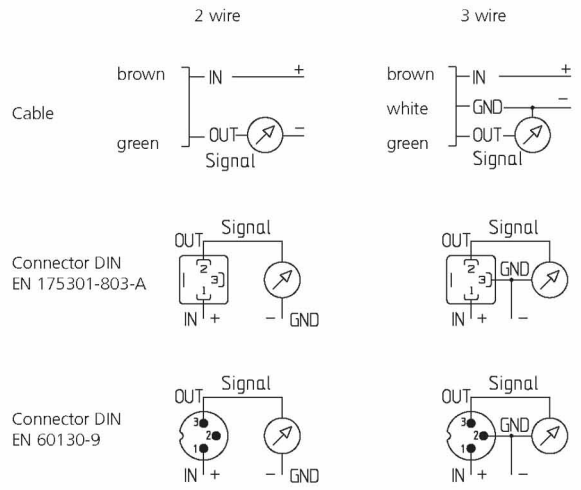 2 wire 3 wire
brown IN + brown IN +
Cable white GND −
green OUT − green OUT
Signal Signal
OUT Signal OUT Signal
Connector DIN 2 3 2 3 GND
EN 175301-803-A 1 1
IN + − GND IN + −
OUT Signal OUT Signal
Connector DIN 3 3 GND
EN 60130-9 2 2
1 1
IN + − GND IN + −